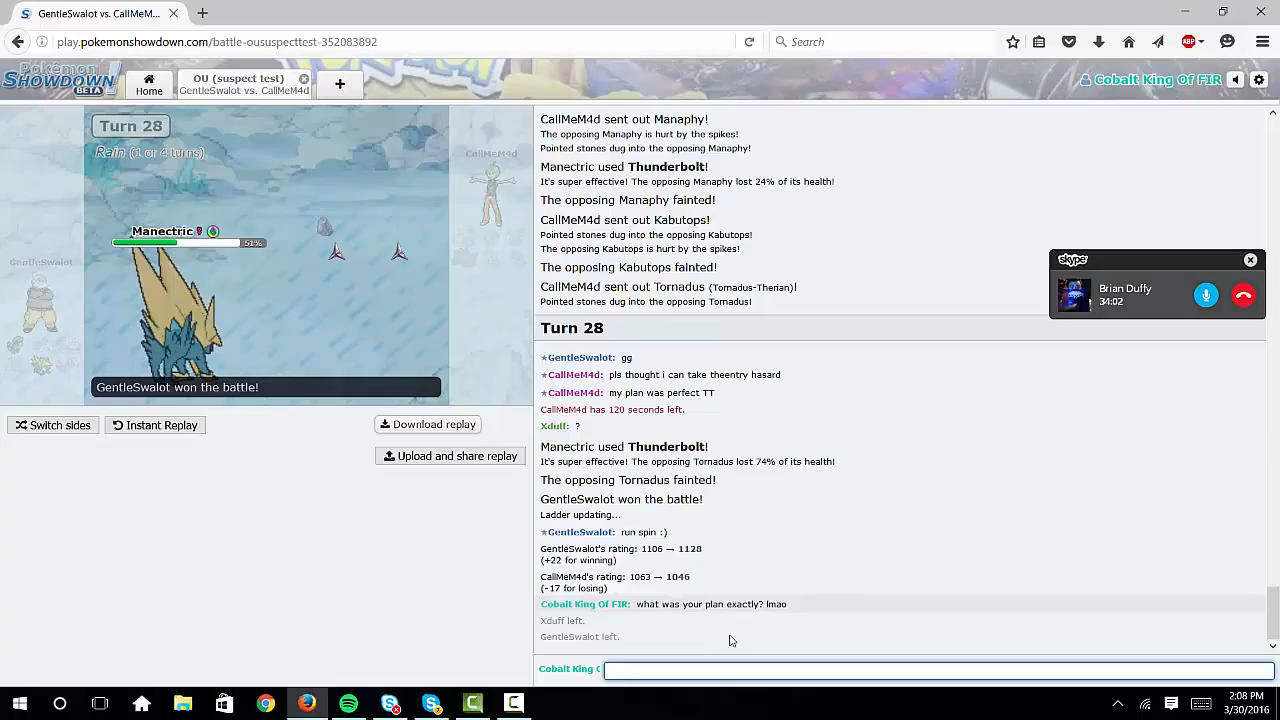 GentleSwalot vs. CallMeM...
play.pokemonshowdown.com/battle-oususpecttest-352083892
Search
ABP
Pokémon
SHOWDOWN!
BETA
Home
OU (suspect test)
GentleSwalot vs. CallMeM4d
+
Cobalt King Of FIR
Turn 28
Rain (1 or 4 turns)
CallMeM4d
Manectric
51%
GentleSwalot
GentleSwalot won the battle!
Switch sides
Instant Replay
Download replay
Upload and share replay
CallMeM4d sent out Manaphy!
The opposing Manaphy is hurt by the spikes!
Pointed stones dug into the opposing Manaphy!
Manectric used Thunderbolt!
It's super effective! The opposing Manaphy lost 24% of its health!
The opposing Manaphy fainted!
CallMeM4d sent out Kabutops!
Pointed stones dug into the opposing Kabutops!
The opposing Kabutops is hurt by the spikes!
The opposing Kabutops fainted!
CallMeM4d sent out Tornadus (Tornadus-Therian)!
Pointed stones dug into the opposing Tornadus!
Turn 28
★GentleSwalot: gg
★CallMeM4d: pls thought i can take theentry hasard
★CallMeM4d: my plan was perfect TT
CallMeM4d has 120 seconds left.
Xduff: ?
Manectric used Thunderbolt!
It's super effective! The opposing Tornadus lost 74% of its health!
The opposing Tornadus fainted!
GentleSwalot won the battle!
Ladder updating...
★GentleSwalot: run spin :)
GentleSwalot's rating: 1106 → 1128
(+22 for winning)
CallMeM4d's rating: 1063 → 1046
(-17 for losing)
Cobalt King Of FIR: what was your plan exactly? lmao
Xduff left.
GentleSwalot left.
Cobalt King (
skype
Brian Duffy
34:02
2:08 PM
3/30/2016